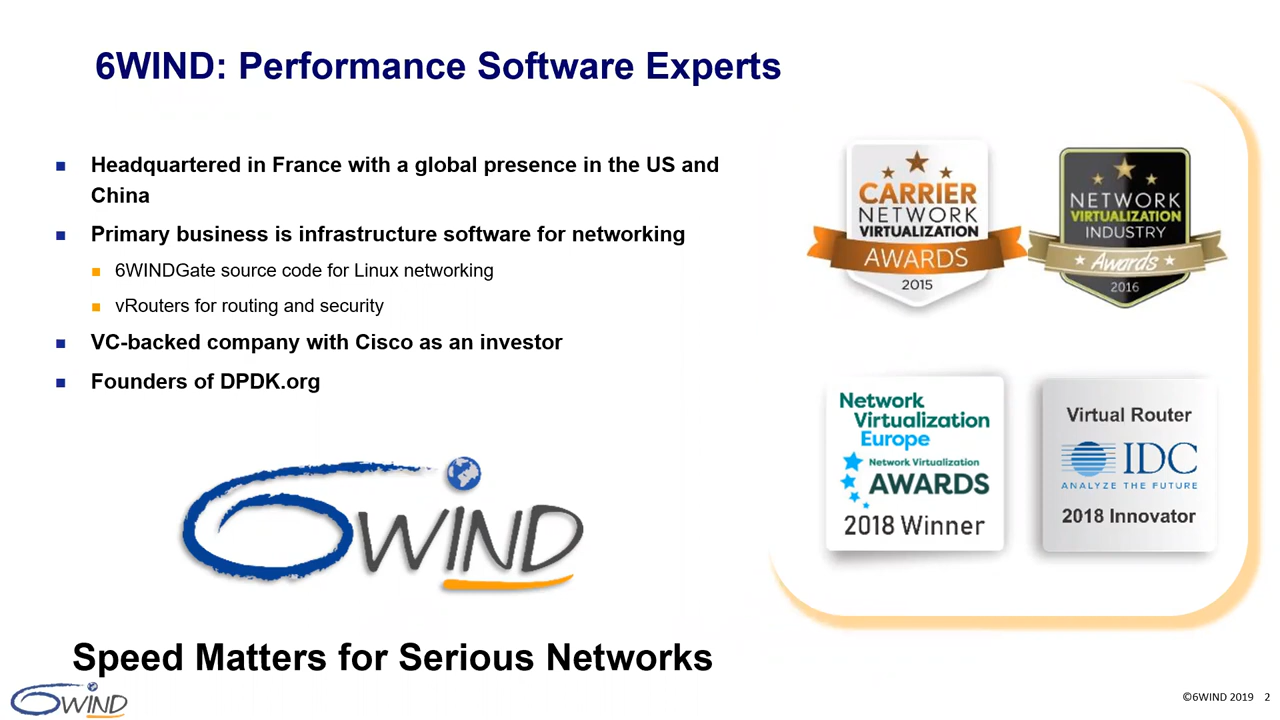 6WIND: Performance Software Experts
Headquartered in France with a global presence in the US and
China
Primary business is infrastructure software for networking
6WINDGate source code for Linux networking
vRouters for routing and security
VC-backed company with Cisco as an investor
Founders of DPDK.org
6WIND
Speed Matters for Serious Networks
CARRIER
NETWORK
VIRTUALIZATION
AWARDS
2015
NETWORK
VIRTUALIZATION
INDUSTRY
Awards
2016
Network
Virtualization
Europe
Network Virtualization
AWARDS
2018 Winner
Virtual Router
IDC
ANALYZE THE FUTURE
2018 Innovator
6WIND
©6WIND 2019 2